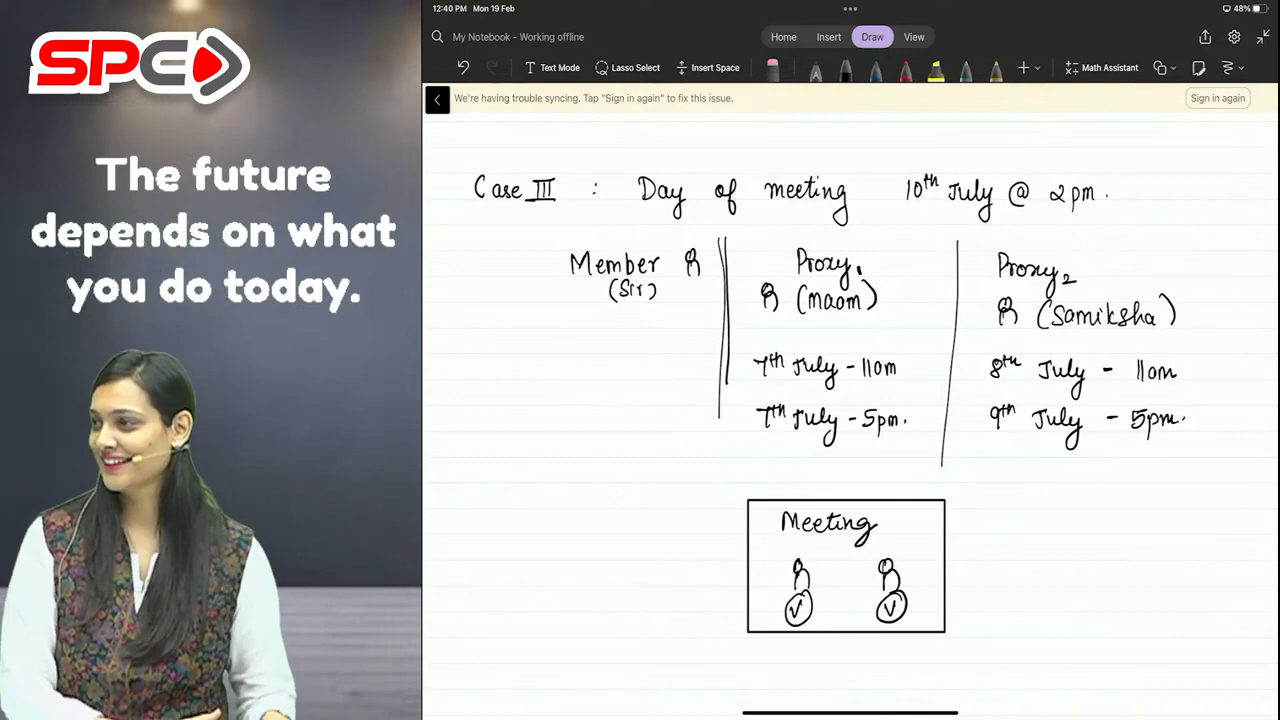 12:40 PM Mon 19 Feb
48%
SPC
The future
depends on what
you do today.
My Notebook - Working offline
Home Insert Draw View
Text Mode Lasso Select Insert Space Math Assistant
We're having trouble syncing. Tap "Sign in again" to fix this issue. Sign in again
Case III : Day of meeting 10th July @ 2pm.
Member
(Sir)
Proxy1
(Maam)
7th July - 11am
7th July - 5pm.
Proxy2
(Samiksha)
8th July - 11am
9th July - 5pm.
Meeting
V V